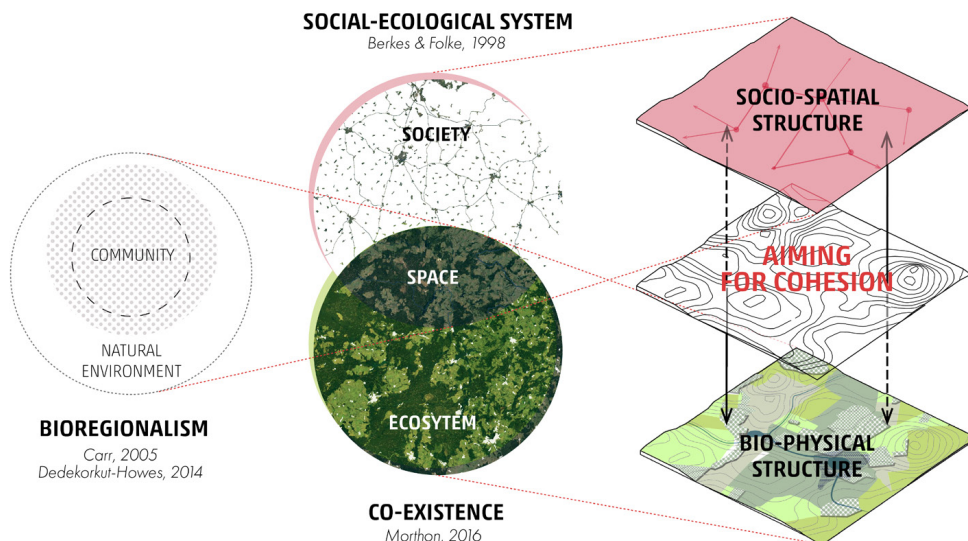 SOCIAL-ECOLOGICAL SYSTEM
Berkes & Folke, 1998
SOCIETY
SPACE
ECOSYTEM
COMMUNITY
NATURAL
ENVIRONMENT
BIOREGIONALISM
Carr, 2005
Dedekorkut-Howes, 2014
CO-EXISTENCE
Morthon, 2016
SOCIO-SPATIAL
STRUCTURE
AIMING
FOR COHESION
BIO-PHYSICAL
STRUCTURE